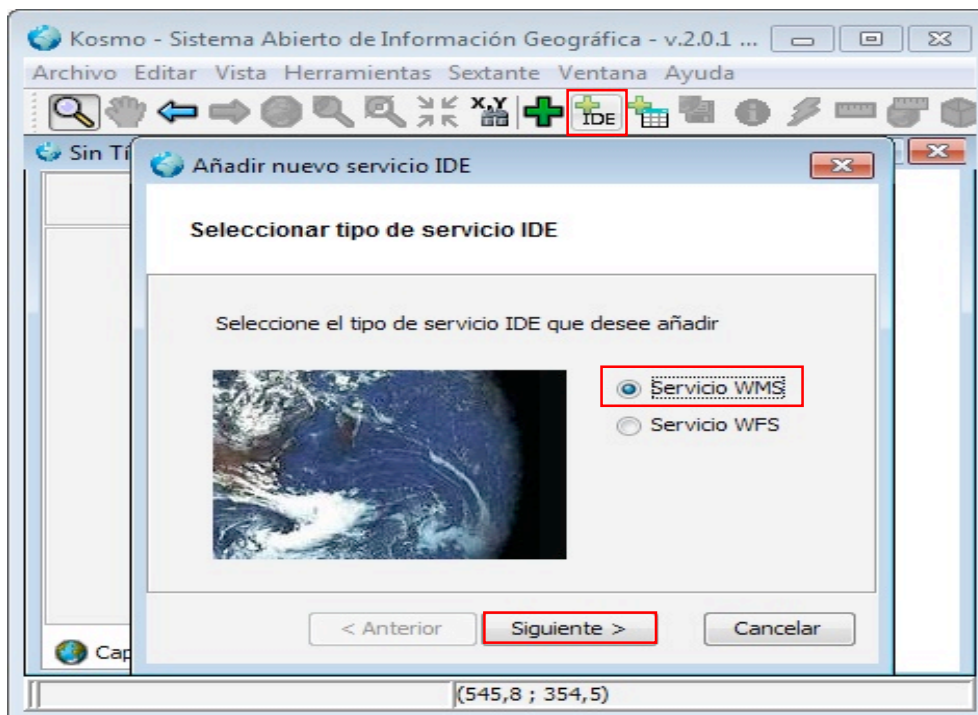 Kosmo - Sistema Abierto de Información Geográfica - v.2.0.1 ...
Archivo Editar Vista Herramientas Sextante Ventana Ayuda
X,Y
IDE
Sin Tí
Añadir nuevo servicio IDE
Seleccionar tipo de servicio IDE
Seleccione el tipo de servicio IDE que desee añadir
Servicio WMS
Servicio WFS
< Anterior
Siguiente >
Cancelar
Cap
(545,8 ; 354,5)